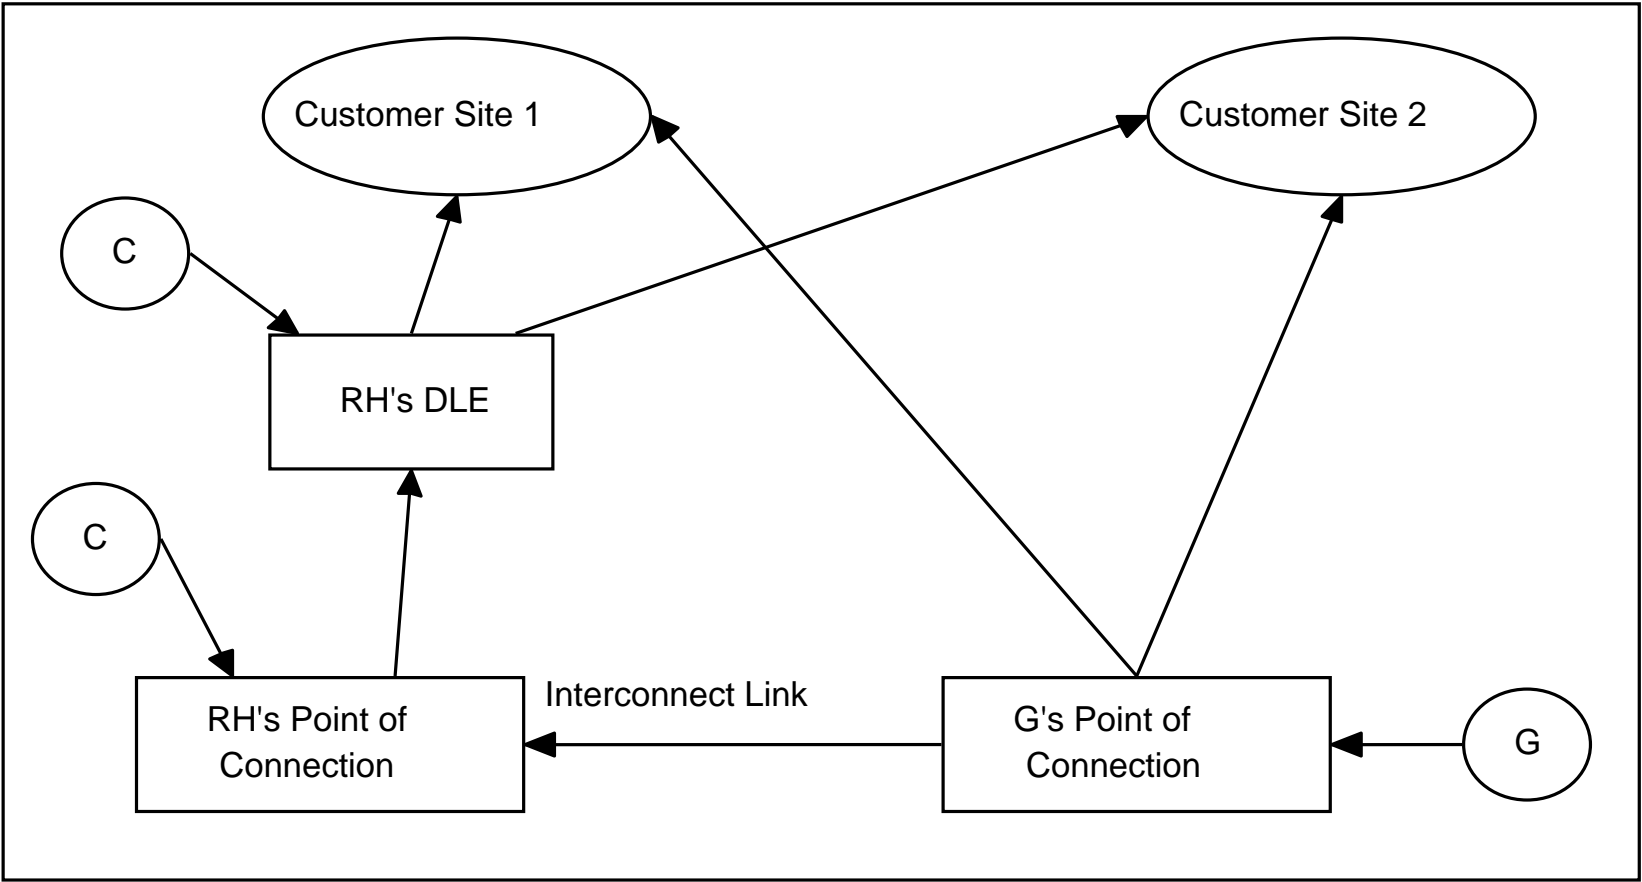 Customer Site 1
Customer Site 2
C
RH's DLE
C
Interconnect Link
RH's Point of
Connection
G's Point of
Connection
G